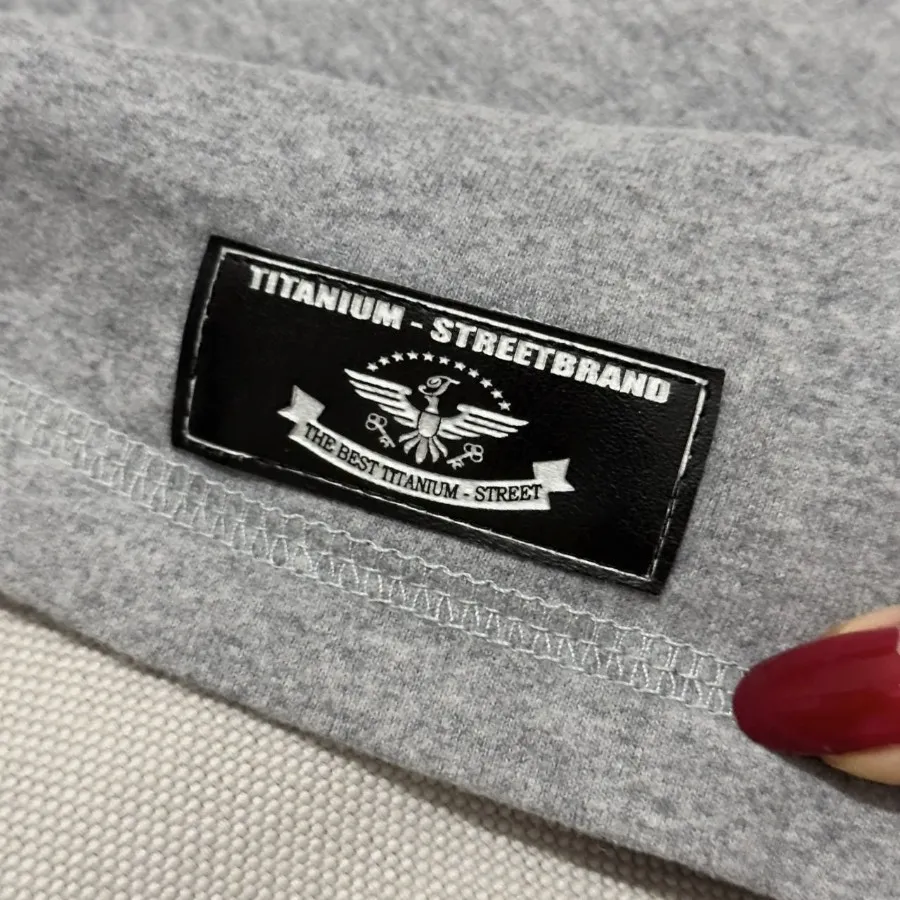 TITANIUM - STREETBRAND
THE BEST TITANIUM - STREET